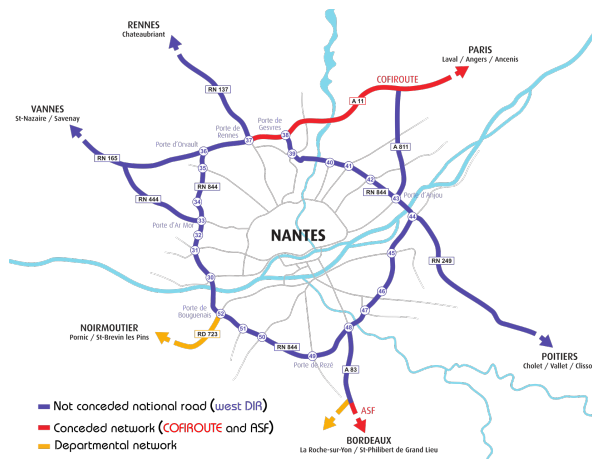 RENNES
Chateaubriant
PARIS
Laval / Angers / Ancenis
COFIROUTE
RN 137
A 11
VANNES
St-Nazaire / Savenay
Porte de
Rennes
Porte de
Gesvres
37
38
Porte d'Orvault
36
39
A 811
RN 165
35
40
41
42
RN 844
RN 844
43
Porte d'Anjou
RN 444
34
44
33
Porte d'Ar Mor
32
NANTES
31
45
RN 249
30
46
Porte de
Bouguenais
52
47
51
48
NOIRMOUTIER
Pornic / St-Brevin les Pins
RD 723
50
RN 844
49
Porte de Rezé
A 83
POITIERS
Cholet / Vallet / Clisso
Not conceded national road (west DIR)
ASF
Conceded network (COFIROUTE and ASF)
Departmental network
BORDEAUX
La Roche-sur-Yon / St-Philibert de Grand Lieu